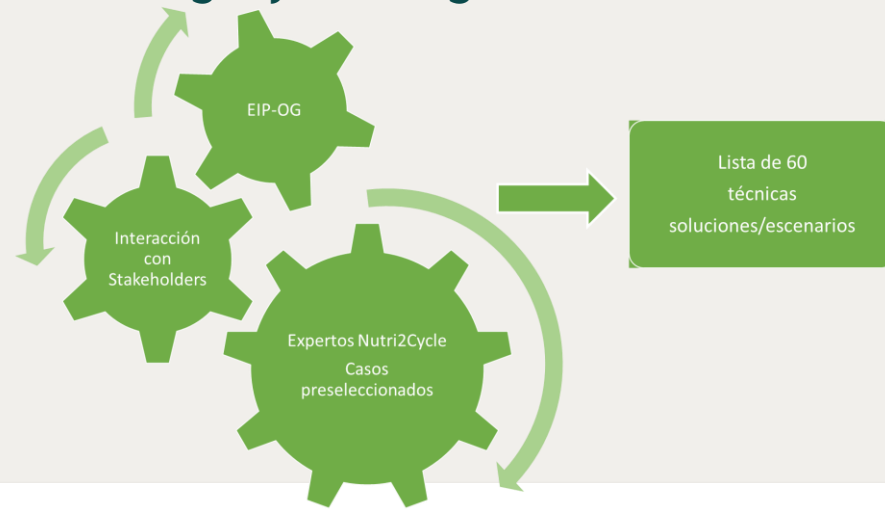 EIP-OG
Interacción
con
Stakeholders
Expertos Nutri2Cycle
Casos
preseleccionados
Lista de 60
técnicas
soluciones/escenarios